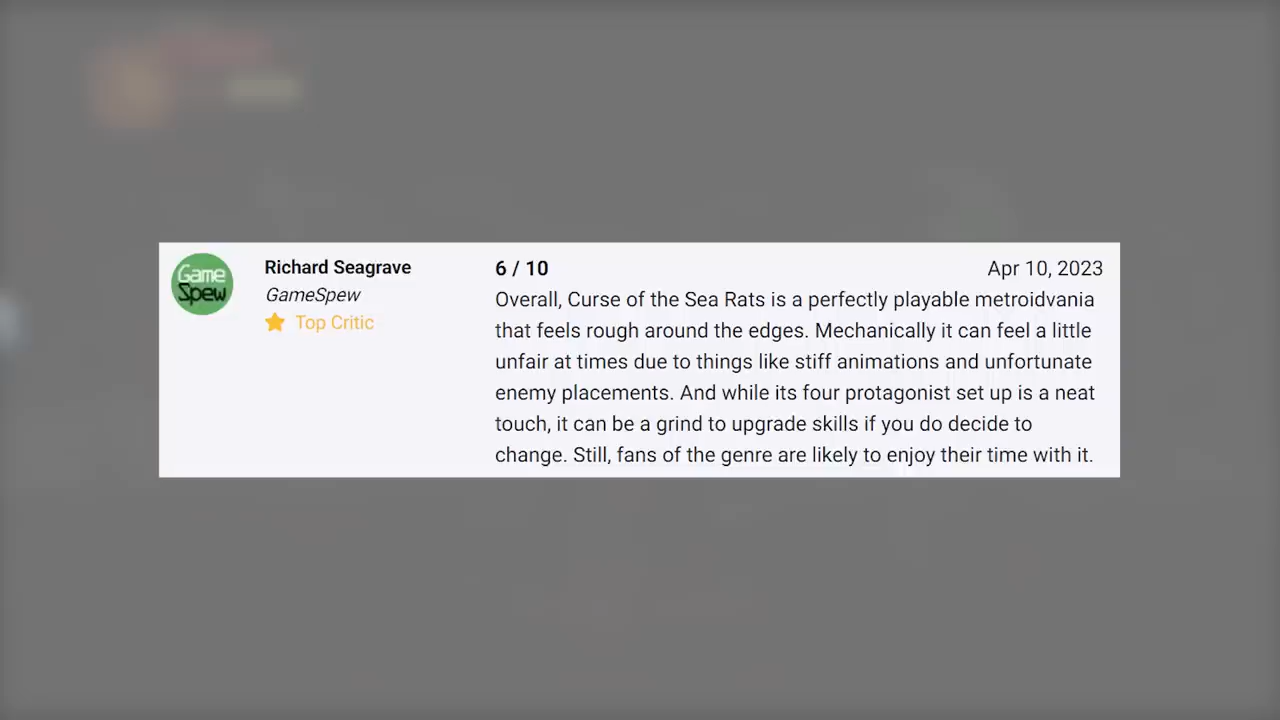 Game
Spew
Richard Seagrave
GameSpew
Top Critic
6 / 10
Apr 10, 2023
Overall, Curse of the Sea Rats is a perfectly playable metroidvania
that feels rough around the edges. Mechanically it can feel a little
unfair at times due to things like stiff animations and unfortunate
enemy placements. And while its four protagonist set up is a neat
touch, it can be a grind to upgrade skills if you do decide to
change. Still, fans of the genre are likely to enjoy their time with it.